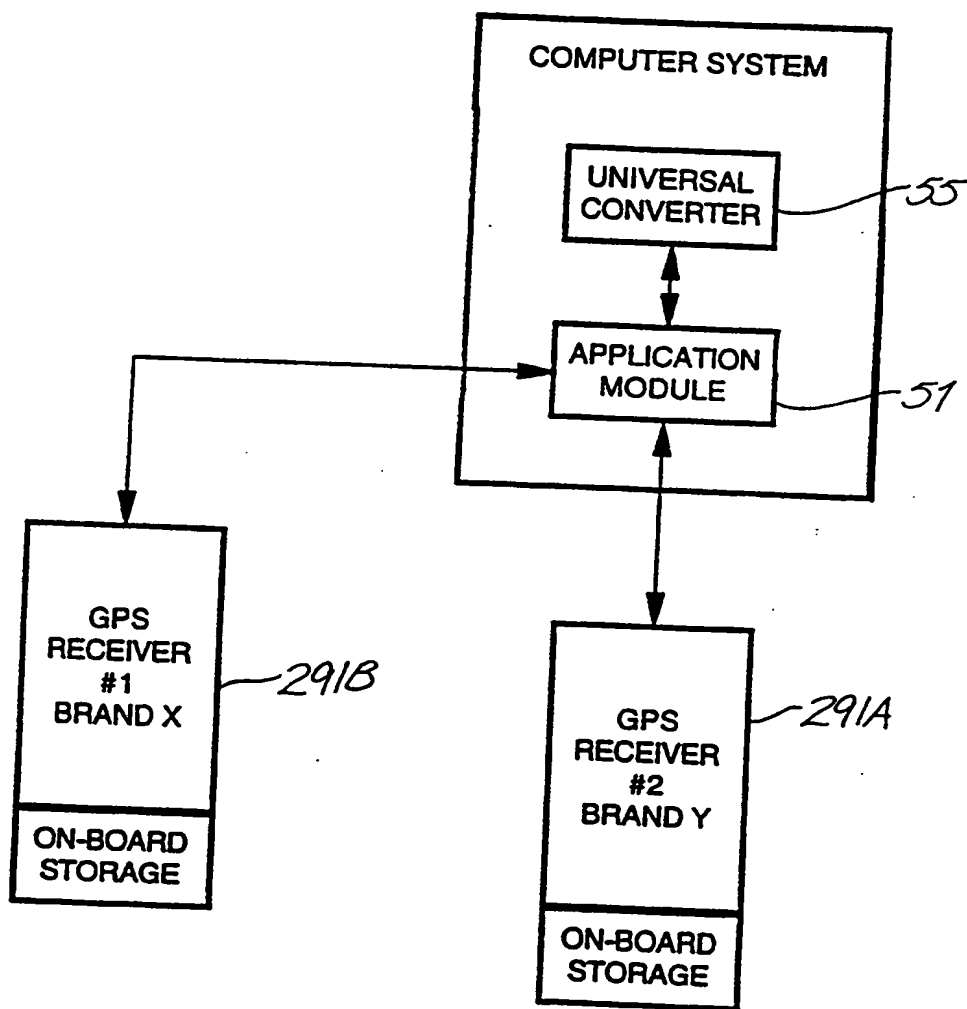 COMPUTER SYSTEM
UNIVERSAL
CONVERTER
55
APPLICATION
MODULE
51
GPS
RECEIVER
#1
BRAND X
291B
ON-BOARD
STORAGE
GPS
RECEIVER
#2
BRAND Y
291A
ON-BOARD
STORAGE